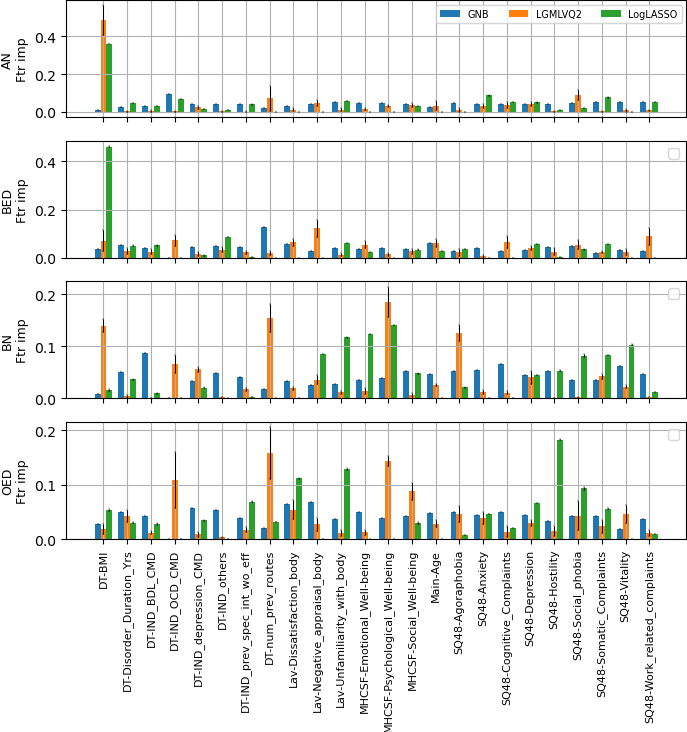 GNB LGMLVQ2 LogLASSO
AN
Ftr imp
0.4
0.2
0.0
BED
Ftr imp
0.4
0.2
0.0
BN
Ftr imp
0.2
0.1
0.0
OED
Ftr imp
0.2
0.1
0.0
DT-BMI
DT-Disorder_Duration_Yrs
DT-IND_BDI_CMD
DT-IND_OCD_CMD
DT-IND_depression_CMD
DT-IND_others
DT-IND_prev_spec_int_wo_eff
DT-num_prev_routes
Lav-Dissatisfaction_body
Lav-Negative_appraisal_body
Lav-Unfamiliarity_with_body
MHCSF-Emotional_Well-being
MHCSF-Psychological_Well-being
MHCSF-Social_Well-being
Main-Age
SQ48-Agoraphobia
SQ48-Anxiety
SQ48-Cognitive_Complaints
SQ48-Depression
SQ48-Hostility
SQ48-Social_phobia
SQ48-Somatic_Complaints
SQ48-Vitality
SQ48-Work_related_complaints